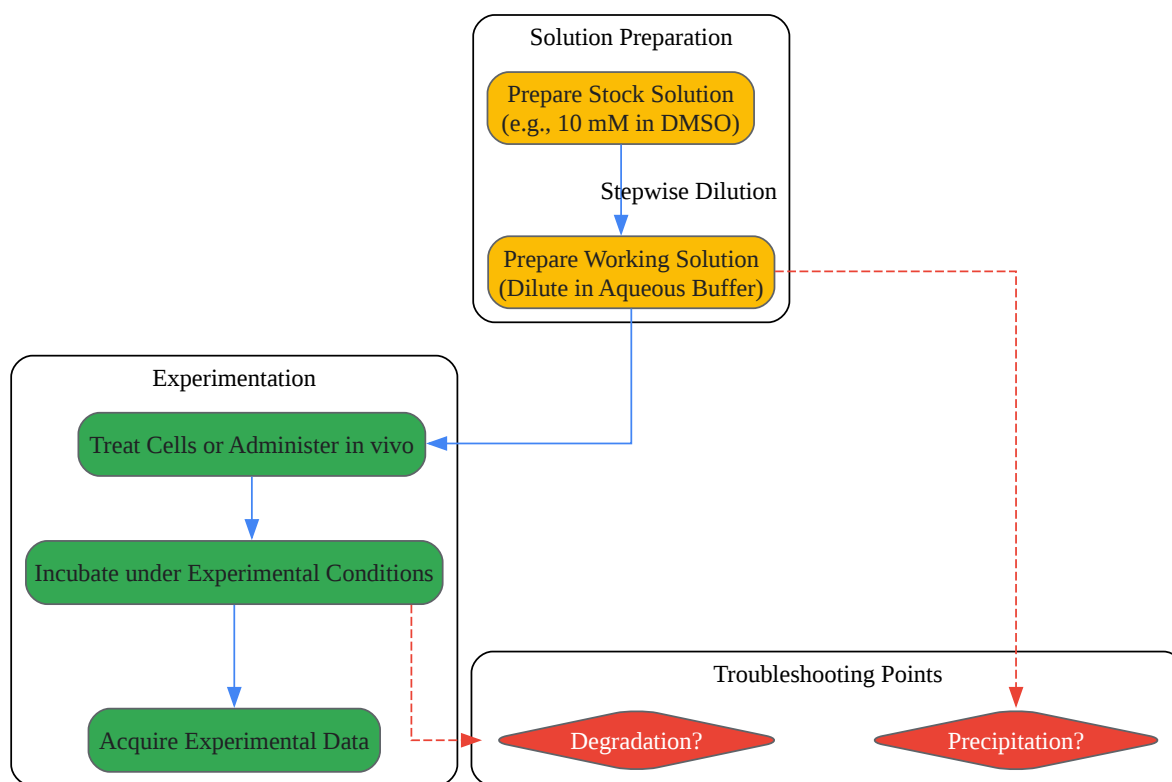 Solution Preparation
Prepare Stock Solution
(e.g., 10 mM in DMSO)
Stepwise Dilution
Prepare Working Solution
(Dilute in Aqueous Buffer)
Experimentation
Treat Cells or Administer in vivo
Incubate under Experimental Conditions
Acquire Experimental Data
Troubleshooting Points
Degradation?
Precipitation?